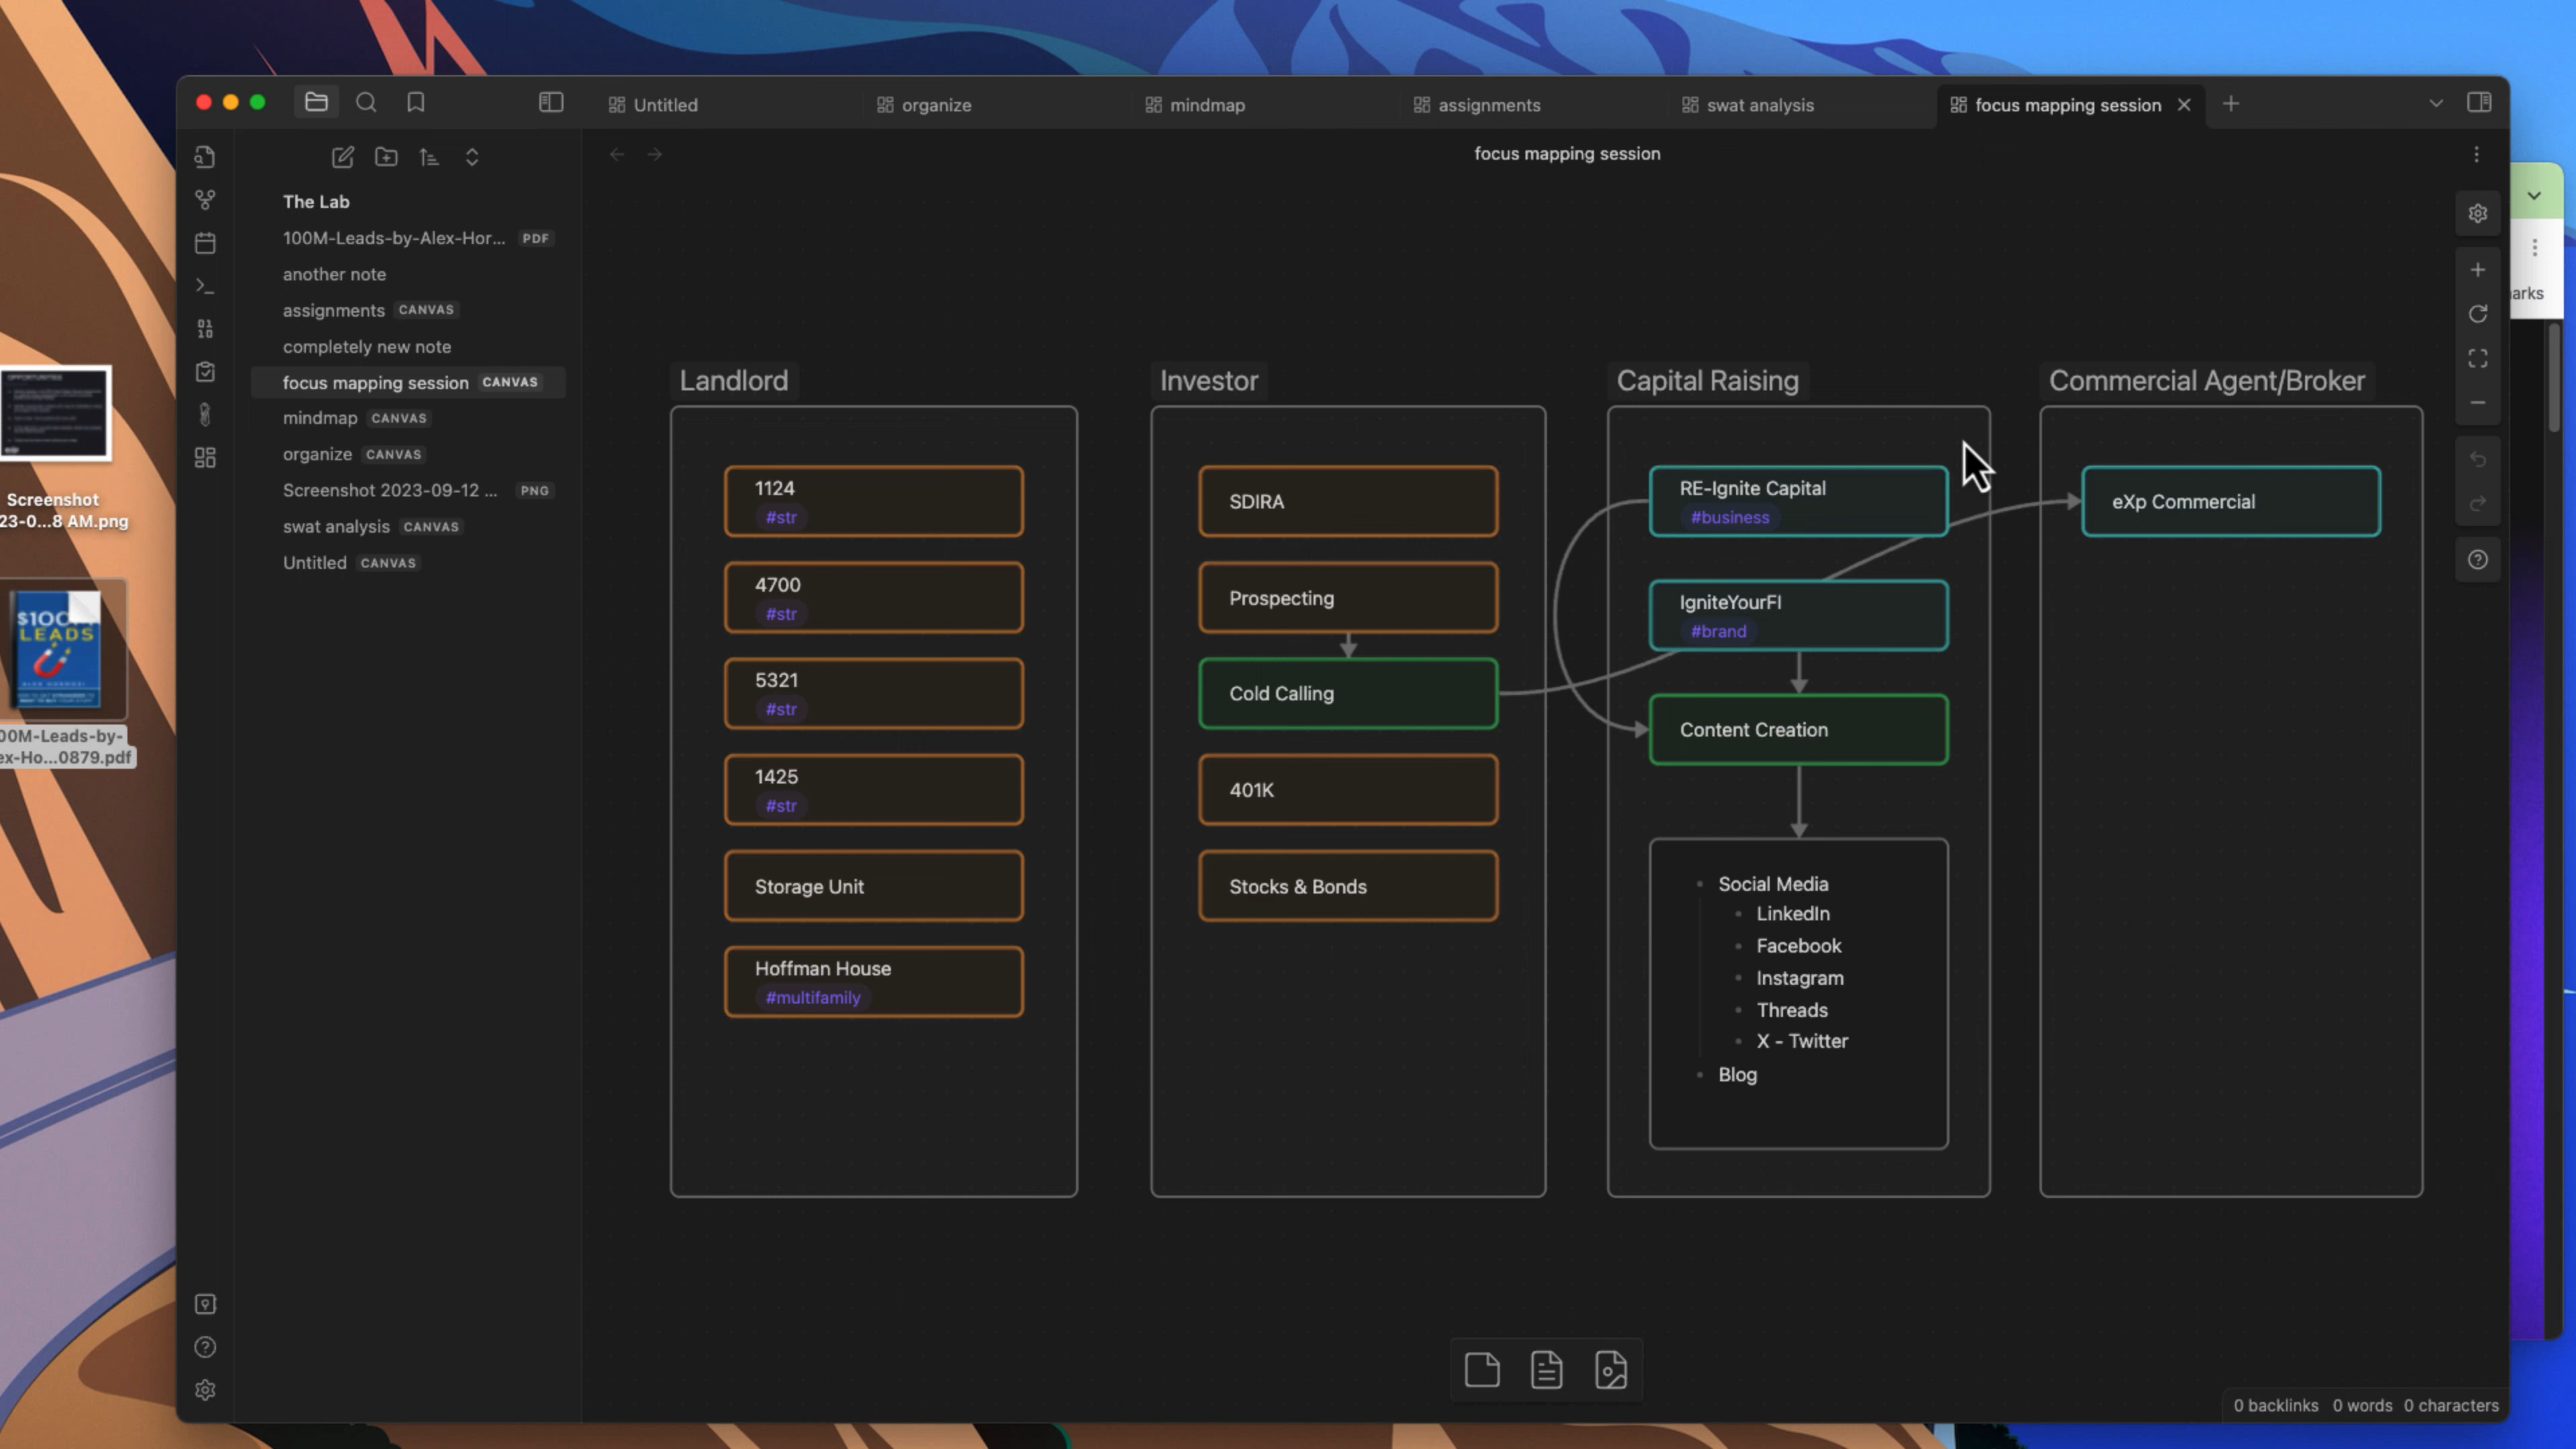 Untitled
organize
mindmap
assignments
swat analysis
focus mapping session
focus mapping session
arks
The Lab
100M-Leads-by-Alex-Hor... PDF
another note
assignments CANVAS
completely new note
focus mapping session CANVAS
mindmap CANVAS
organize CANVAS
Screenshot 2023-09-12 ... PNG
swat analysis CANVAS
Untitled CANVAS
OPPORTUNITIES
Screenshot
23-0...8 AM.png
$100
LEADS
00M-Leads-by-
ex-Ho...0879.pdf
Landlord
1124
#str
4700
#str
5321
#str
1425
#str
Storage Unit
Hoffman House
#multifamily
Investor
SDIRA
Prospecting
Cold Calling
401K
Stocks & Bonds
Capital Raising
RE-Ignite Capital
#business
IgniteYourFI
#brand
Content Creation
Social Media
LinkedIn
Facebook
Instagram
Threads
X - Twitter
Blog
Commercial Agent/Broker
eXp Commercial
0 backlinks 0 words 0 characters